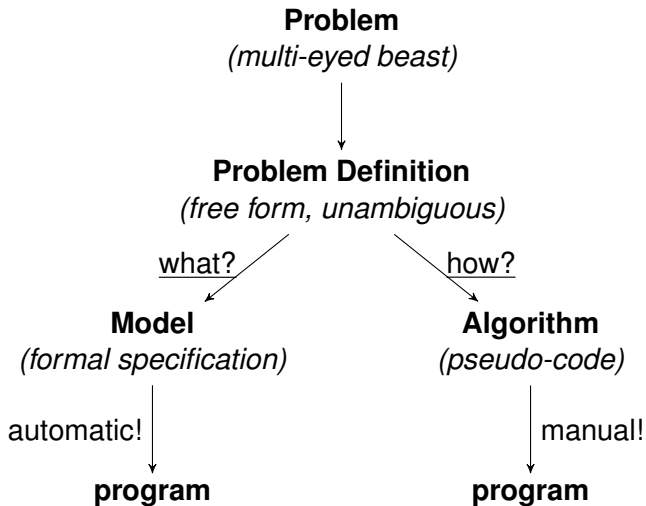 Problem
(multi-eyed beast)
Problem Definition
(free form, unambiguous)
what?
how?
Model
Algorithm
(formal specification)
(pseudo-code)
automatic!
manual!
program
program